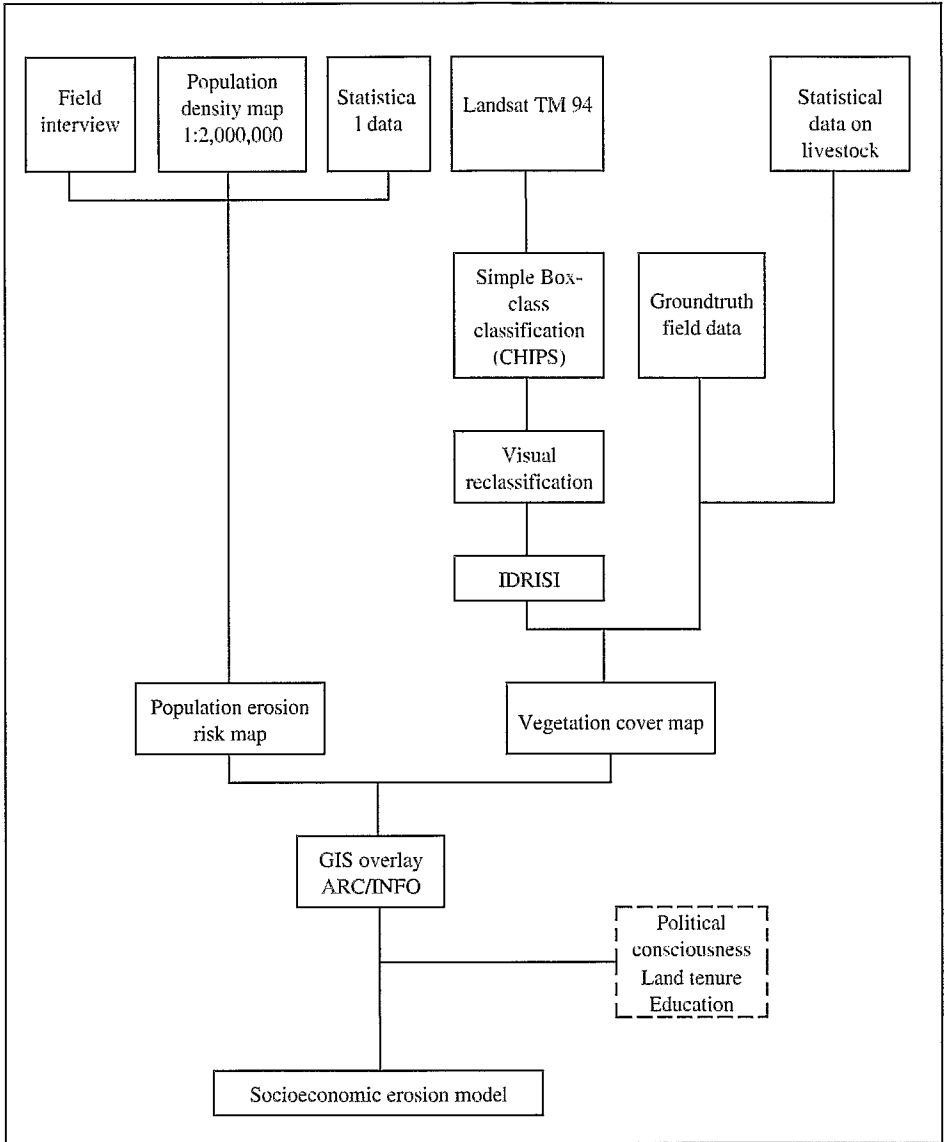 Field
interview
Population
density map
1:2,000,000
Statistica
l data
Landsat TM 94
Statistical
data on
livestock
Simple Box-
class
classification
(CHIPS)
Groundtruth
field data
Visual
reclassification
IDRISI
Population erosion
risk map
Vegetation cover map
GIS overlay
ARC/INFO
Political
consciousness
Land tenure
Education
Socioeconomic erosion model